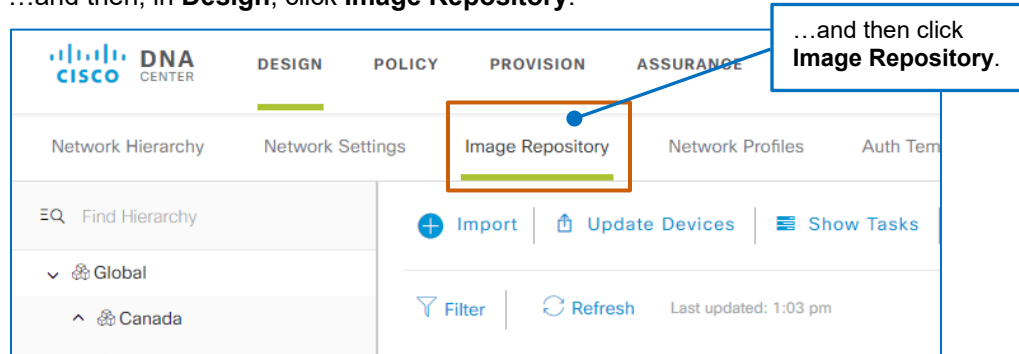 …and then, in Design, click Image Repository.
…and then click
Image Repository.
CISCO DNA CENTER
DESIGN POLICY PROVISION ASSURANCE
Network Hierarchy Network Settings Image Repository Network Profiles Auth Tem
Find Hierarchy
Import Update Devices Show Tasks
Global
Filter Refresh Last updated: 1:03 pm
Canada